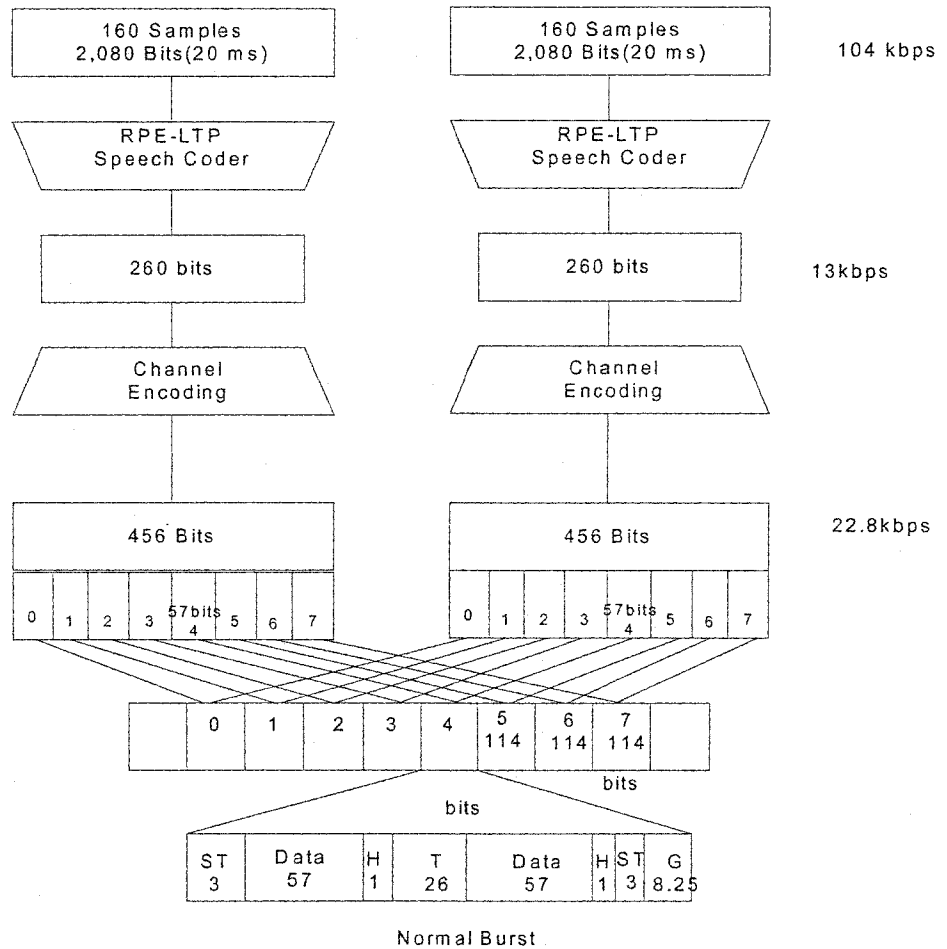 160 Samples
2,080 Bits(20 ms)
160 Samples
2,080 Bits(20 ms)
104 kbps
RPE-LTP
Speech Coder
RPE-LTP
Speech Coder
260 bits
260 bits
13kbps
Channel
Encoding
Channel
Encoding
456 Bits
456 Bits
22.8kbps
0 1 2 3 57bits 4 5 6 7
0 1 2 3 57bits 4 5 6 7
0 1 2 3 4 5 6 7
114 114 114
bits
bits
ST Data H T Data H ST G
3 57 1 26 57 1 3 8.25
Normal Burst